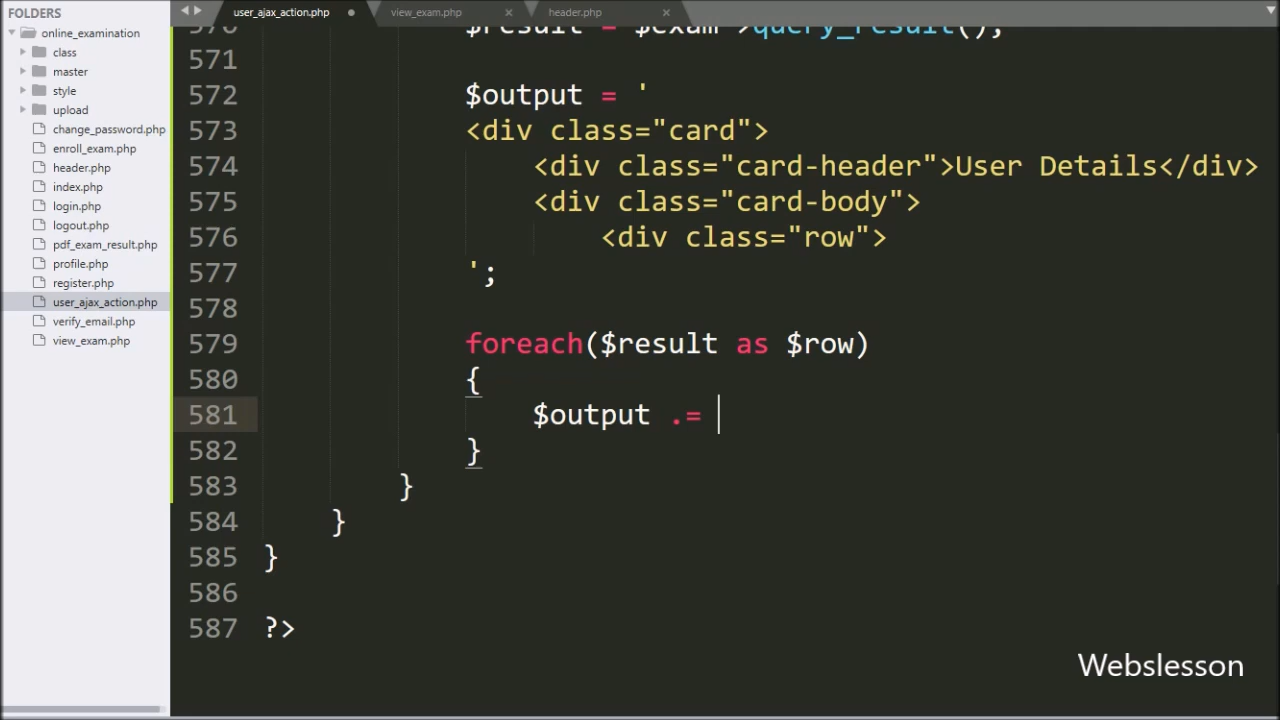 FOLDERS
online_examination
class
master
style
upload
change_password.php
enroll_exam.php
header.php
index.php
login.php
logout.php
pdf_exam_result.php
profile.php
register.php
user_ajax_action.php
verify_email.php
view_exam.php
user_ajax_action.php view_exam.php header.php
570 $result = $exam->query_result();
571
572 $output = '
573 <div class="card">
574 <div class="card-header">User Details</div>
575 <div class="card-body">
576 <div class="row">
577 ';
578
579 foreach($result as $row)
580 {
581 $output .=
582 }
583 }
584 }
585 }
586
587 ?>
Webslesson